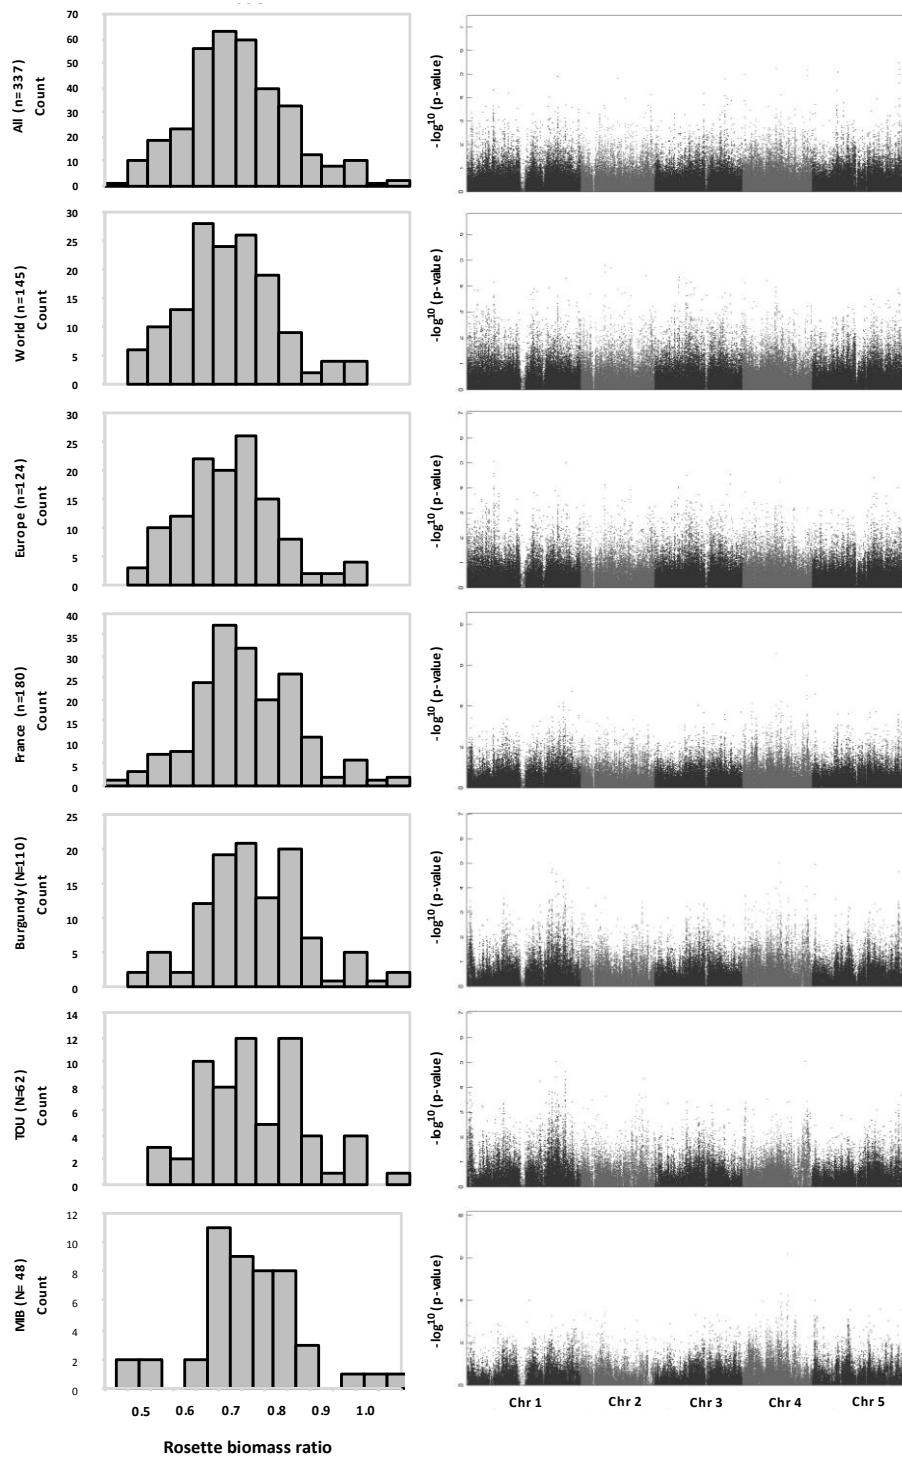 All (n=337)
Count
70
60
50
40
30
20
10
0
-log10 (p-value)
World (n=145)
Count
30
25
20
15
10
5
0
-log10 (p-value)
Europe (n=124)
Count
30
25
20
15
10
5
0
-log10 (p-value)
France (n=180)
Count
40
35
30
25
20
15
10
5
0
-log10 (p-value)
Burgundy (N=110)
Count
25
20
15
10
5
0
-log10 (p-value)
TOU (N=62)
Count
14
12
10
8
6
4
2
0
-log10 (p-value)
MIB (N= 48)
Count
12
10
8
6
4
2
0
-log10 (p-value)
0.5 0.6 0.7 0.8 0.9 1.0
Chr 1 Chr 2 Chr 3 Chr 4 Chr 5
Rosette biomass ratio